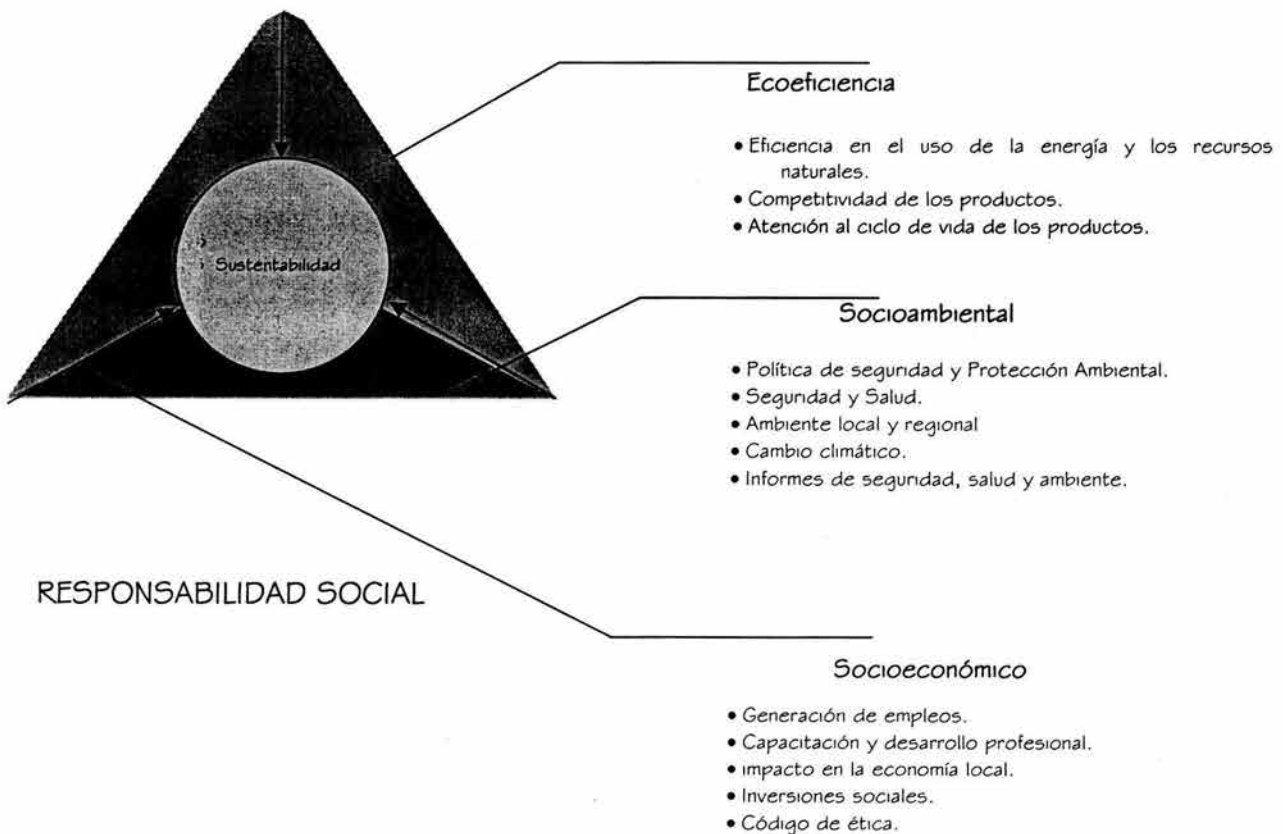 Ecoeficiencia
• Eficiencia en el uso de la energía y los recursos
naturales.
• Competitividad de los productos.
• Atención al ciclo de vida de los productos.
Sustentabilidad
Socioambiental
• Política de seguridad y Protección Ambiental.
• Seguridad y Salud.
• Ambiente local y regional
• Cambio climático.
• Informes de seguridad, salud y ambiente.
RESPONSABILIDAD SOCIAL
Socioeconómico
• Generación de empleos.
• Capacitación y desarrollo profesional.
• impacto en la economía local.
• Inversiones sociales.
• Código de ética.